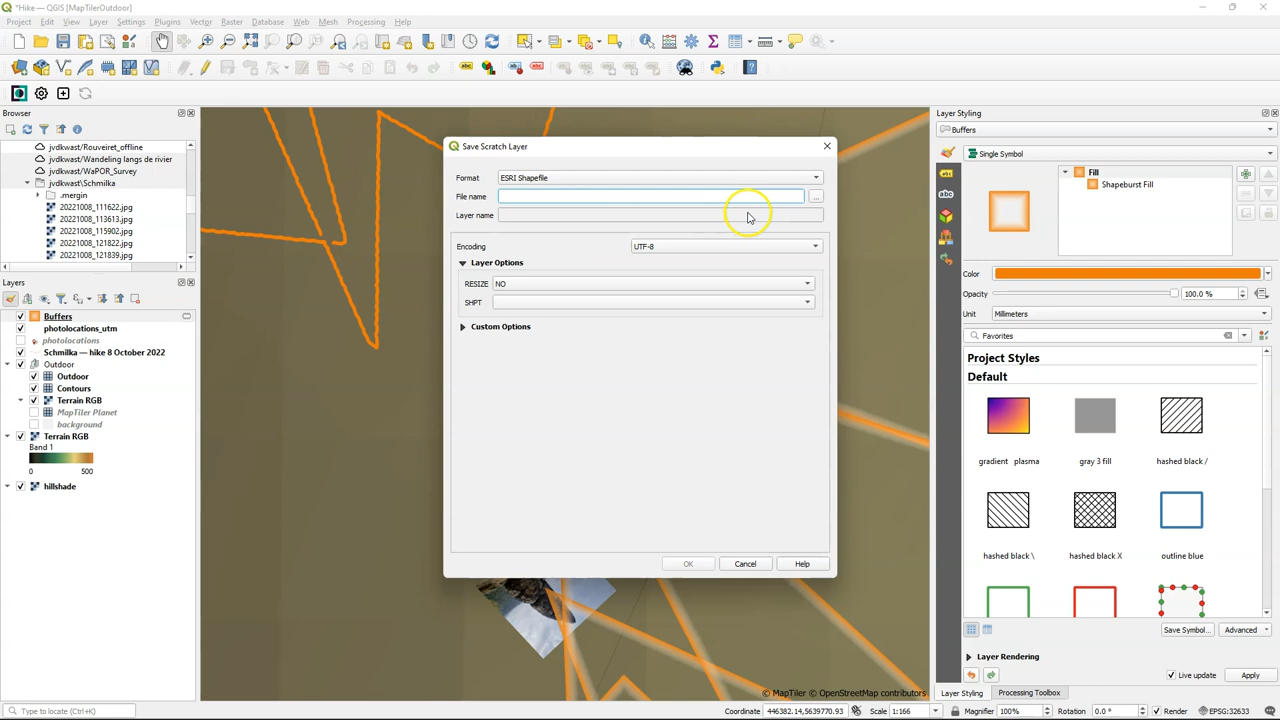 *Hike — QGIS [MapTilerOutdoor]
Project Edit View Layer Settings Plugins Vector Raster Database Web Mesh Processing Help
Browser
jvdkwast/Rouveiret_offline
jvdkwast/Wandeling langs de rivier
jvdkwast/WaPOR_Survey
jvdkwast\Schmilka
.mergin
20221008_111622.jpg
20221008_113613.jpg
20221008_115902.jpg
20221008_121822.jpg
20221008_121839.jpg
Layers
Buffers
photolocations_utm
photolocations
Schmilka — hike 8 October 2022
Outdoor
Outdoor
Contours
Terrain RGB
MapTiler Planet
background
Terrain RGB
Band 1
0 500
hillshade
Save Scratch Layer
Format ESRI Shapefile
File name ...
Layer name
Encoding UTF-8
Layer Options
RESIZE NO
SHPT
Custom Options
OK Cancel Help
© MapTiler © OpenStreetMap contributors
Layer Styling
Buffers
Single Symbol
abc
abc
Fill
Shapeburst Fill
Color
Opacity 100.0 %
Unit Millimeters
Favorites
Project Styles
Default
gradient plasma gray 3 fill hashed black /
hashed black \ hashed black X outline blue
Save Symbol... Advanced
Layer Rendering
Live update Apply
Layer Styling Processing Toolbox
Type to locate (Ctrl+K) Coordinate 446382.14,5639770.93 Scale 1:166 Magnifier 100% Rotation 0.0 ° Render EPSG:32633